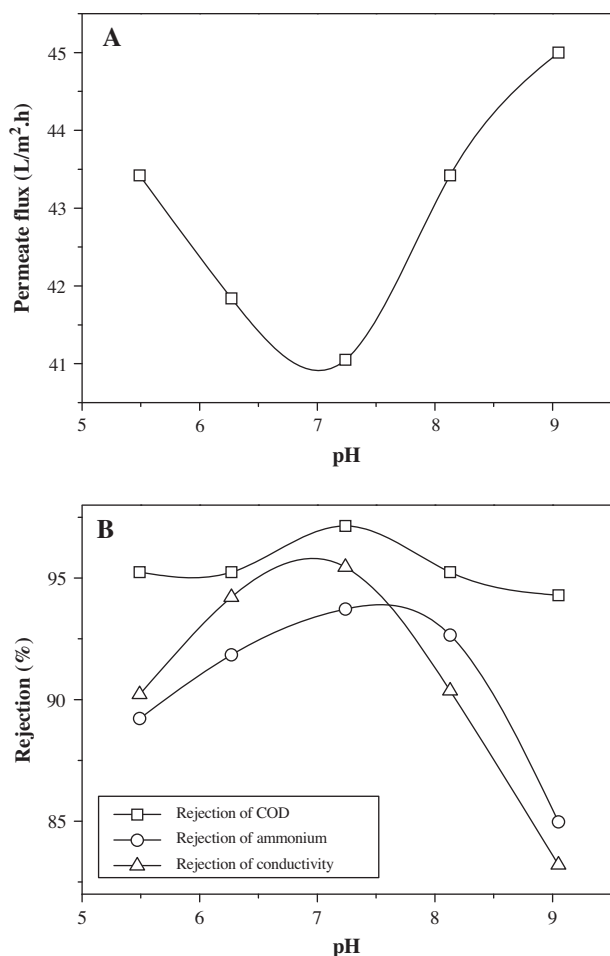 A
Permeate flux (L/m².h)
45
44
43
42
41
5 6 7 8 9
pH
B
Rejection (%)
95
90
85
Rejection of COD
Rejection of ammonium
Rejection of conductivity
5 6 7 8 9
pH